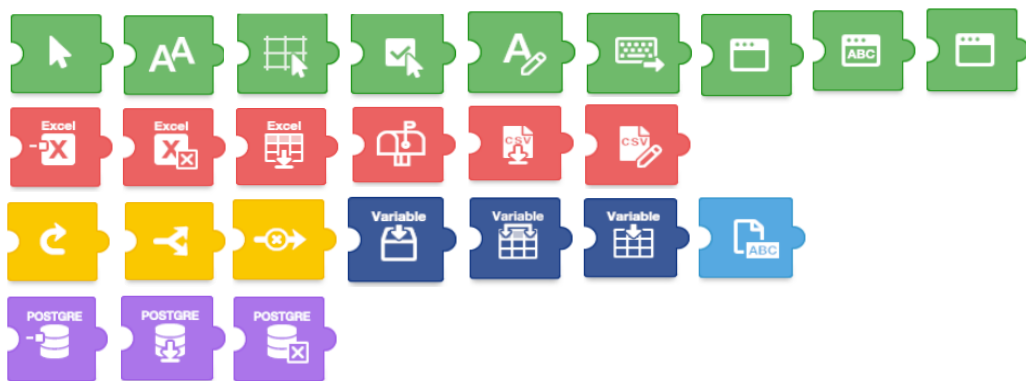 AA
A
ABC
Excel
X
Excel
X
Excel
CSV
CSV
Variable
Variable
Variable
ABC
POSTGRE
POSTGRE
POSTGRE